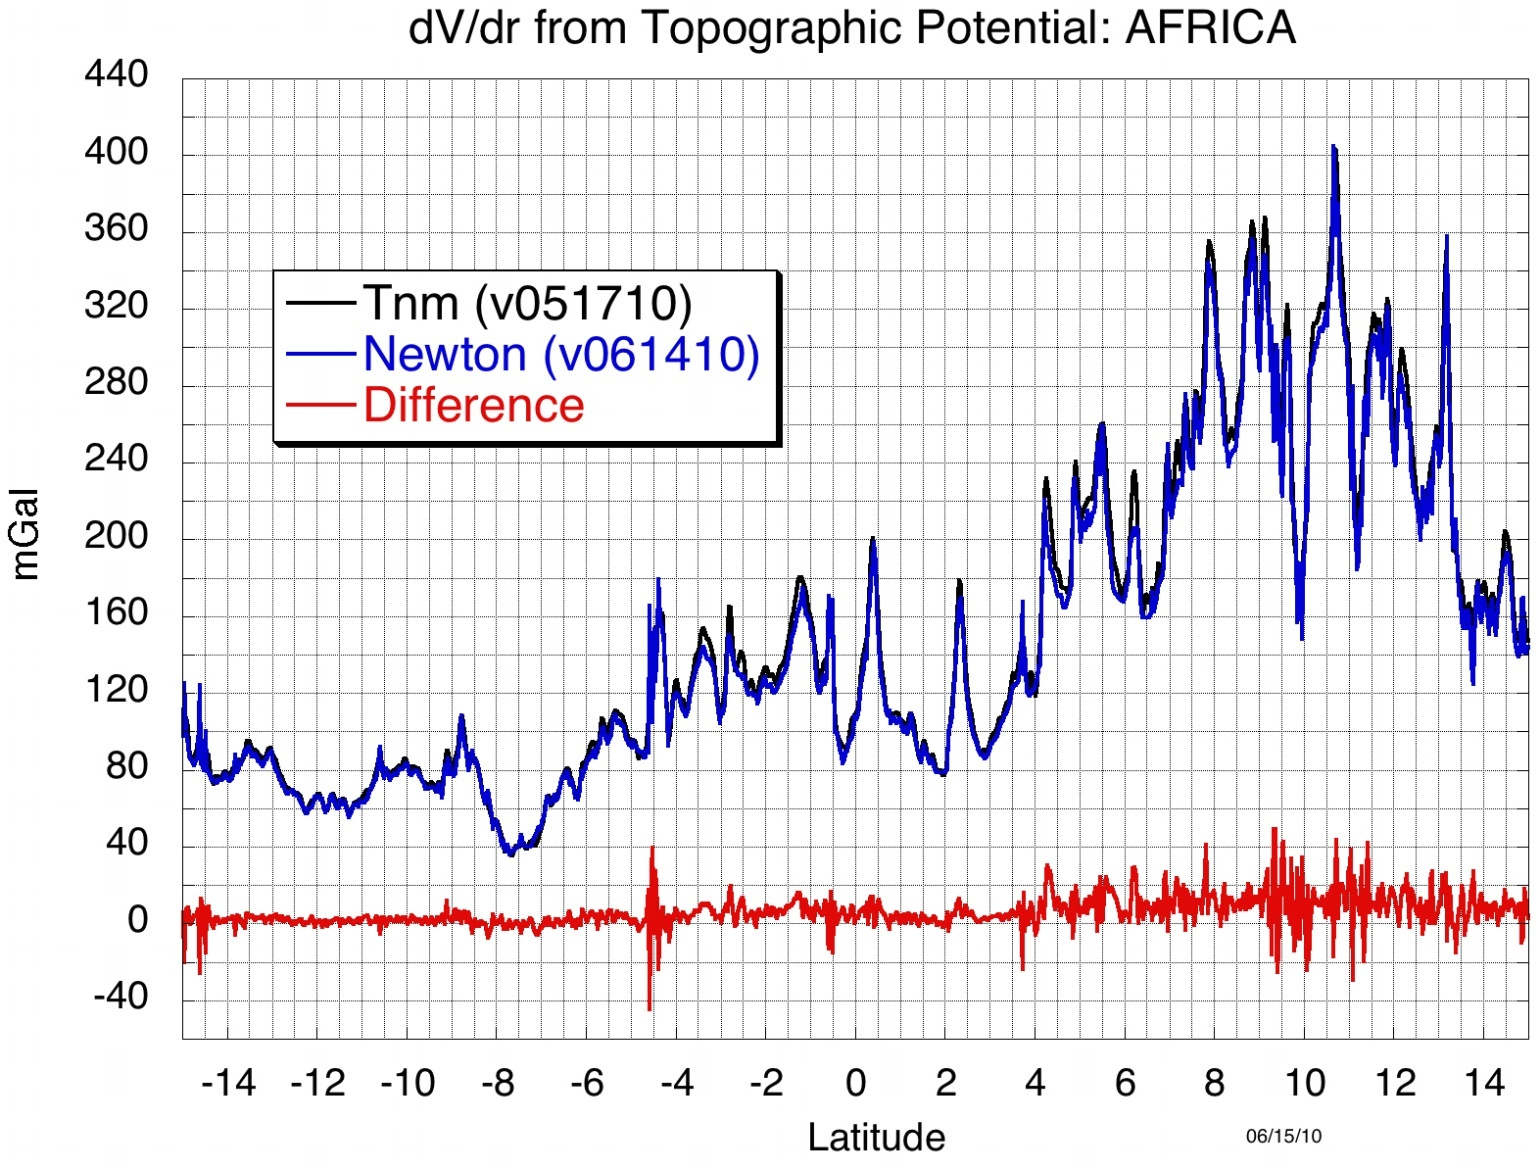 dV/dr from Topographic Potential: AFRICA
440
400
360
320
280
240
200
160
120
80
40
0
-40
mGal
Tnm (v051710)
Newton (v061410)
Difference
-14 -12 -10 -8 -6 -4 -2 0 2 4 6 8 10 12 14
Latitude
06/15/10